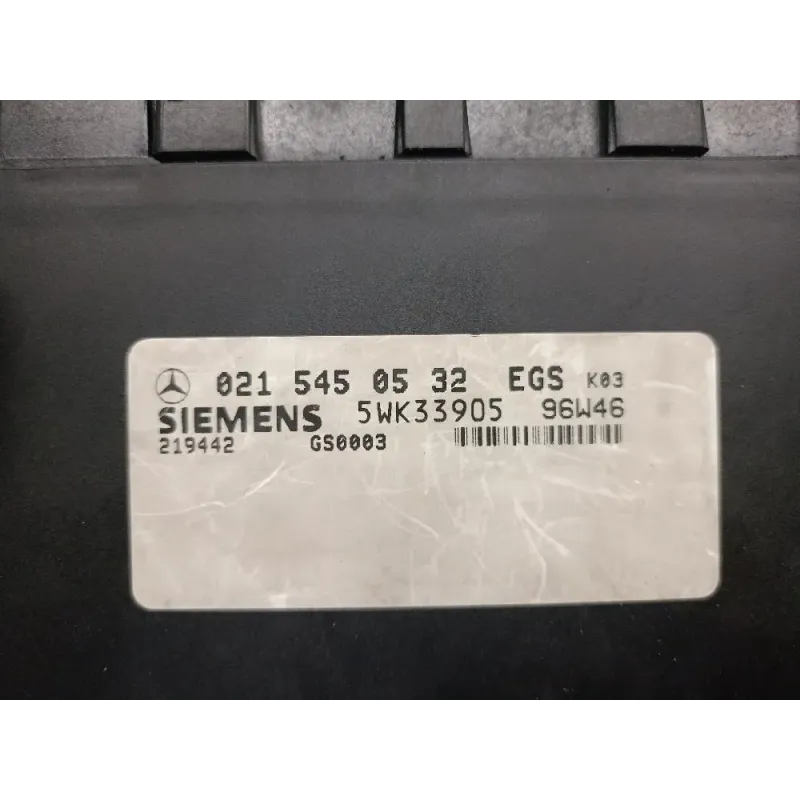 021 545 05 32 EGS K03
SIEMENS 5WK33905 96W46
219442 GS0003